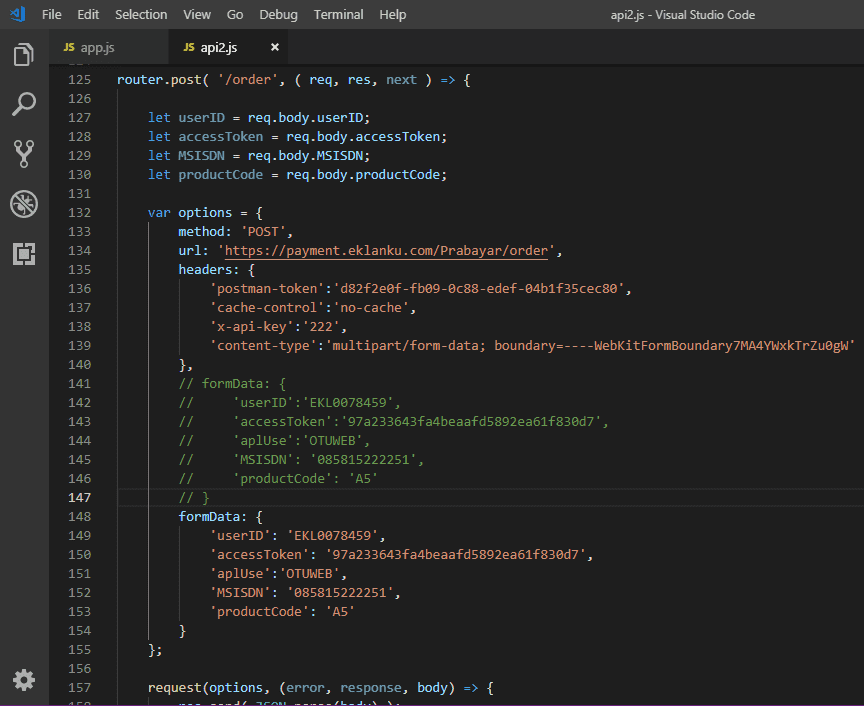 File Edit Selection View Go Debug Terminal Help api2.js - Visual Studio Code
JS app.js JS api2.js ×
125 router.post( '/order', ( req, res, next ) => {
126
127 let userID = req.body.userID;
128 let accessToken = req.body.accessToken;
129 let MSISDN = req.body.MSISDN;
130 let productCode = req.body.productCode;
131
132 var options = {
133 method: 'POST',
134 url: 'https://payment.eklanku.com/Prabayar/order',
135 headers: {
136 'postman-token':'d82f2e0f-fb09-0c88-edef-04b1f35cec80',
137 'cache-control':'no-cache',
138 'x-api-key':'222',
139 'content-type':'multipart/form-data; boundary=----WebKitFormBoundary7MA4YWxkTrZu0gW'
140 },
141 // formData: {
142 // 'userID':'EKL0078459',
143 // 'accessToken':'97a233643fa4beaafd5892ea61f830d7',
144 // 'aplUse':'OTUWEB',
145 // 'MSISDN': '085815222251',
146 // 'productCode': 'A5'
147 // }
148 formData: {
149 'userID': 'EKL0078459',
150 'accessToken': '97a233643fa4beaafd5892ea61f830d7',
151 'aplUse':'OTUWEB',
152 'MSISDN': '085815222251',
153 'productCode': 'A5'
154 }
155 };
156
157 request(options, (error, response, body) => {